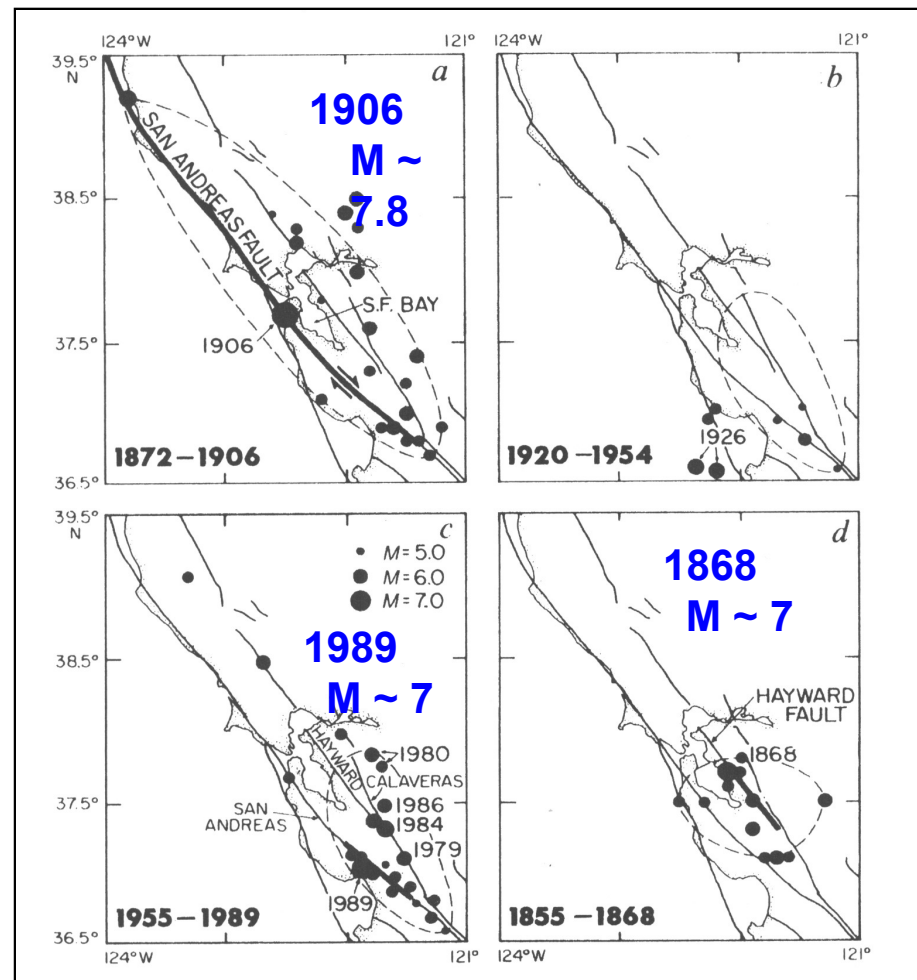 124°W
121°
39.5°
N
a
1906
M ~
7.8
SAN ANDREAS FAULT
38.5°
S.F. BAY
1906
37.5°
1872–1906
36.5°
124°W
121°
b
1926
1920–1954
39.5°
N
c
M = 5.0
M = 6.0
M = 7.0
1989
M ~ 7
38.5°
HAYWARD
1980
CALAVERAS
1986
SAN
ANDREAS
1984
37.5°
1979
1989
1955–1989
36.5°
124°W
121°
d
1868
M ~ 7
HAYWARD
FAULT
1868
1855–1868
124°W
121°